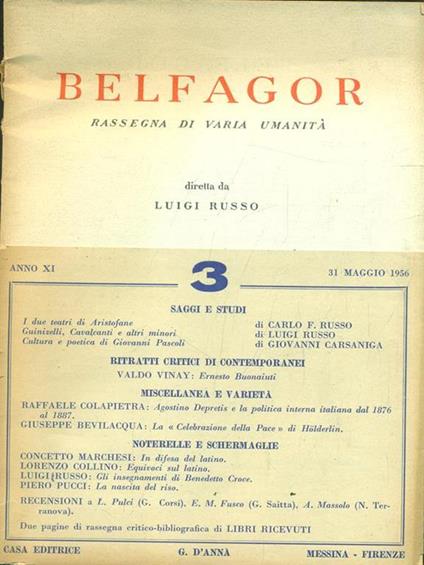 BELFAGOR
RASSEGNA DI VARIA UMANITÀ
diretta da
LUIGI RUSSO
ANNO XI 3 31 MAGGIO 1956
SAGGI E STUDI
I due teatri di Aristofane di CARLO F. RUSSO
Guinizelli, Cavalcanti e altri minori di LUIGI RUSSO
Cultura e poetica di Giovanni Pascoli di GIOVANNI CARSANIGA
RITRATTI CRITICI DI CONTEMPORANEI
VALDO VINAY: Ernesto Buonaiuti
MISCELLANEA E VARIETÀ
RAFFAELE COLAPIETRA: Agostino Depretis e la politica interna italiana dal 1876
al 1887.
GIUSEPPE BEVILACQUA: La « Celebrazione della Pace » di Hölderlin.
NOTERELLE E SCHERMAGLIE
CONCETTO MARCHESI: In difesa del latino.
LORENZO COLLINO: Equivoci sul latino.
LUIGI RUSSO: Gli insegnamenti di Benedetto Croce.
PIERO PUCCI: La nascita del riso.
RECENSIONI a L. Pulci (G. Corsi), E. M. Fusco (G. Saitta), A. Massolo (N. Ter-
ranova).
Due pagine di rassegna critico-bibliografica di LIBRI RICEVUTI
CASA EDITRICE G. D'ANNA MESSINA - FIRENZE